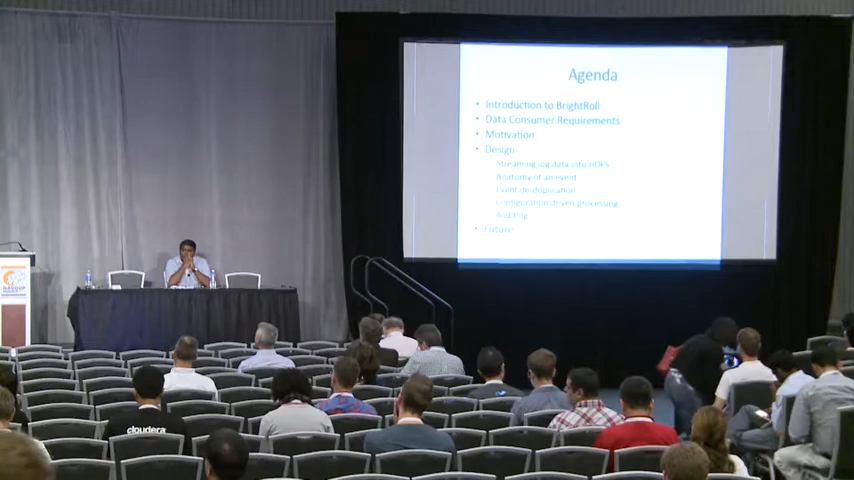 Agenda
• Introduction to BrightRoll
• Data Consumer Requirements
• Motivation
• Design
Streaming log data into HDFS
Anatomy of an event
Event de-duplication
Configuration driven processing
Auditing
• Future
cloudera